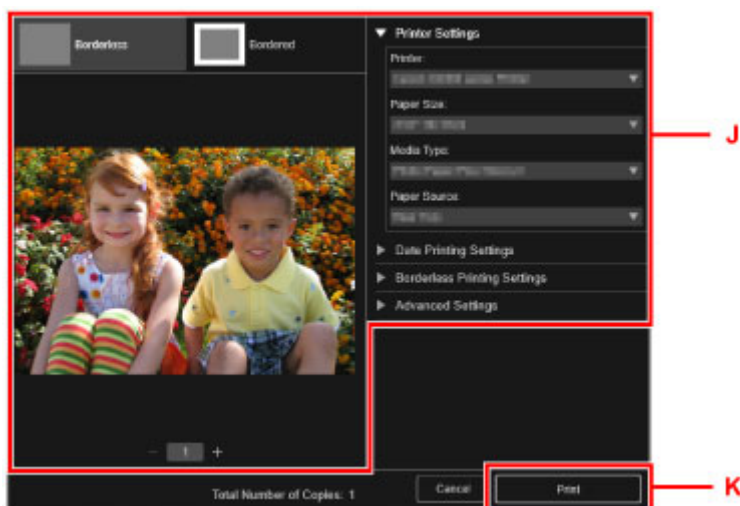 Borderless
Bordered
Printer Settings
Printer:
Paper Size:
Media Type:
Paper Source:
Date Printing Settings
Borderless Printing Settings
Advanced Settings
J
1
Total Number of Copies: 1
Cancel
Print
K